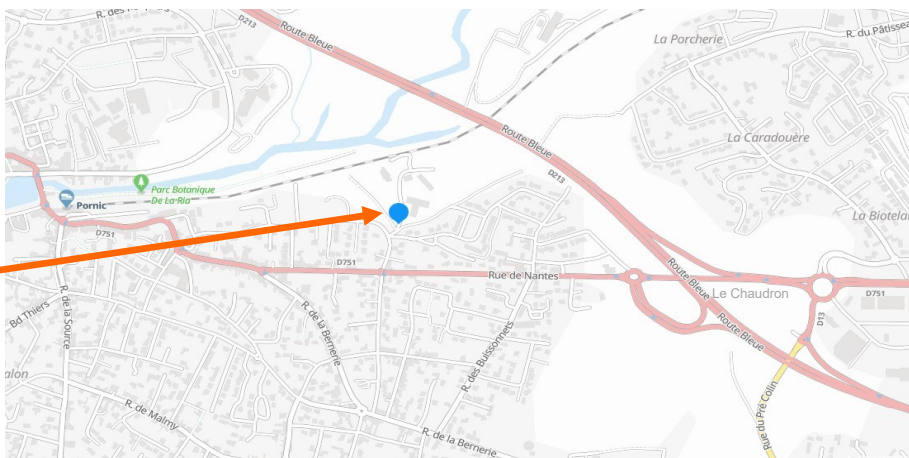 D213
Route Bleue
La Porcherie
R. du Pâtisseau
Route Bleue
La Caradouère
D213
Parc Botanique
De La Ria
Pornic
La Biotela
D751
D751
Rue de Nantes
Route Bleue
Le Chaudron
D751
Bd Thiers
R. de la Source
R. de la Bernerie
R. des Buissonnets
Route Bleue
D13
alon
R. de Malmy
R. de la Bernerie
Rue du Pré Colin